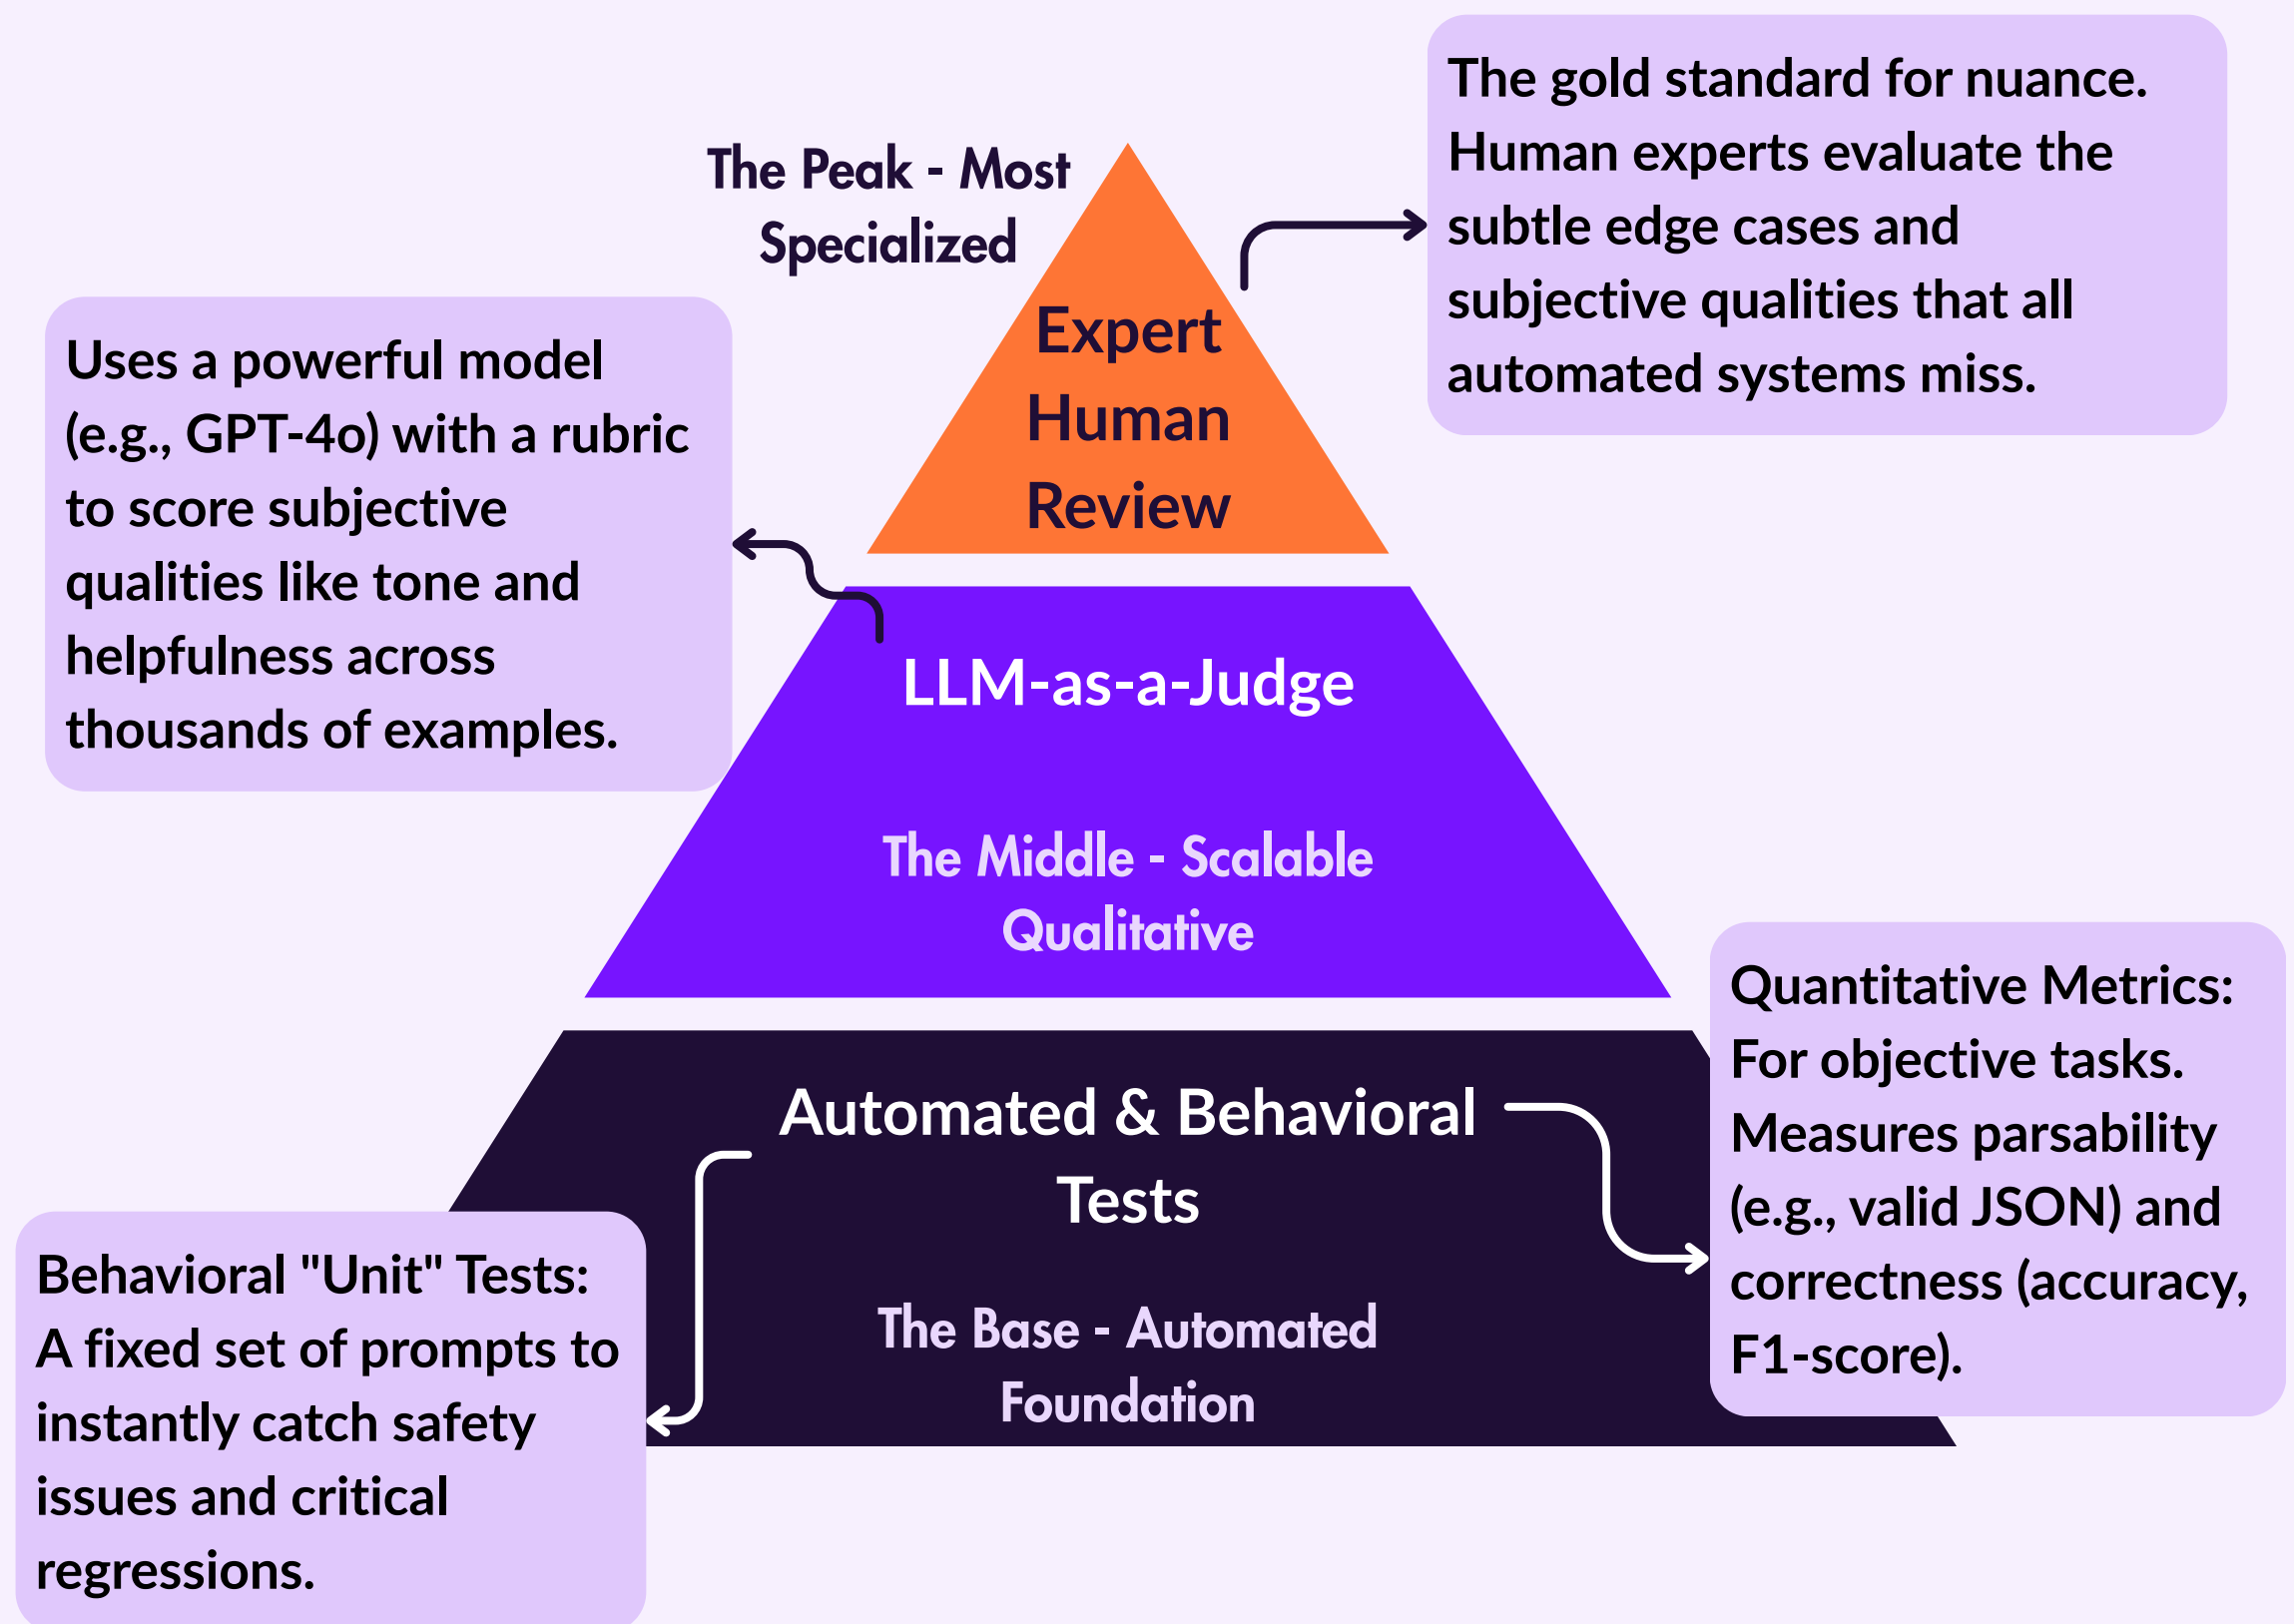 The Peak - Most
Specialized
The gold standard for nuance.
Human experts evaluate the
subtle edge cases and
subjective qualities that all
automated systems miss.
Expert
Human
Review
Uses a powerful model
(e.g., GPT-4o) with a rubric
to score subjective
qualities like tone and
helpfulness across
thousands of examples.
LLM-as-a-Judge
The Middle - Scalable
Qualitative
Automated & Behavioral
Tests
The Base - Automated
Foundation
Quantitative Metrics:
For objective tasks.
Measures parsability
(e.g., valid JSON) and
correctness (accuracy,
F1-score).
Behavioral "Unit" Tests:
A fixed set of prompts to
instantly catch safety
issues and critical
regressions.